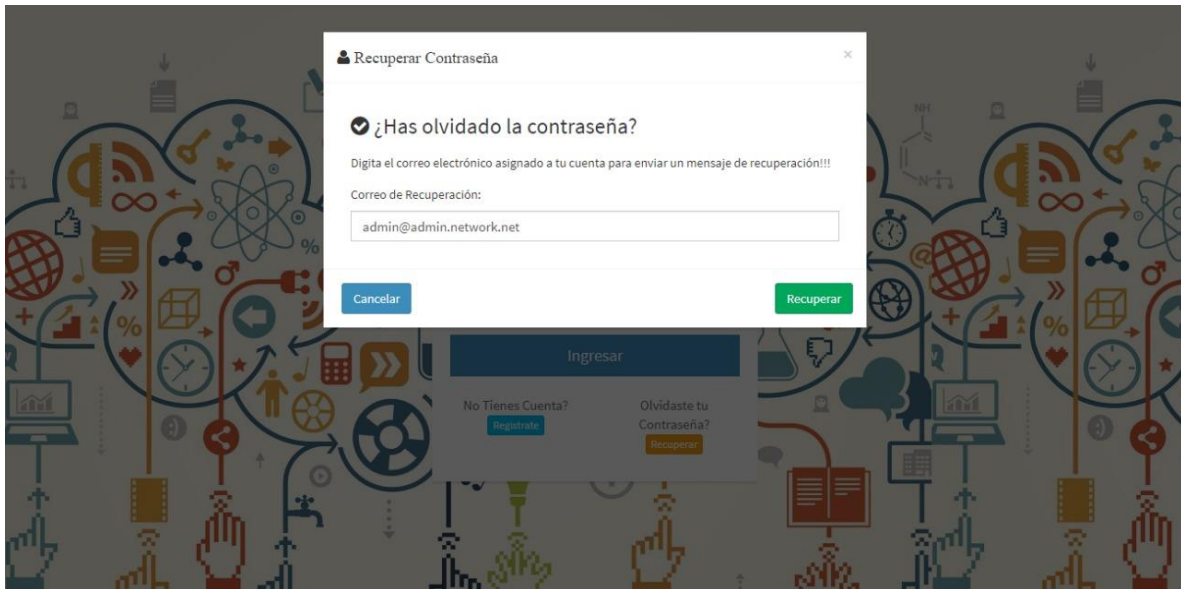 Recuperar Contraseña
×
¿Has olvidado la contraseña?
Digita el correo electrónico asignado a tu cuenta para enviar un mensaje de recuperación!!!
Correo de Recuperación:
admin@admin.network.net
Cancelar
Recuperar
Ingresar
No Tienes Cuenta?
Registrate
Olvidaste tu
Contraseña?
Recuperar
NH
N
%
%
%